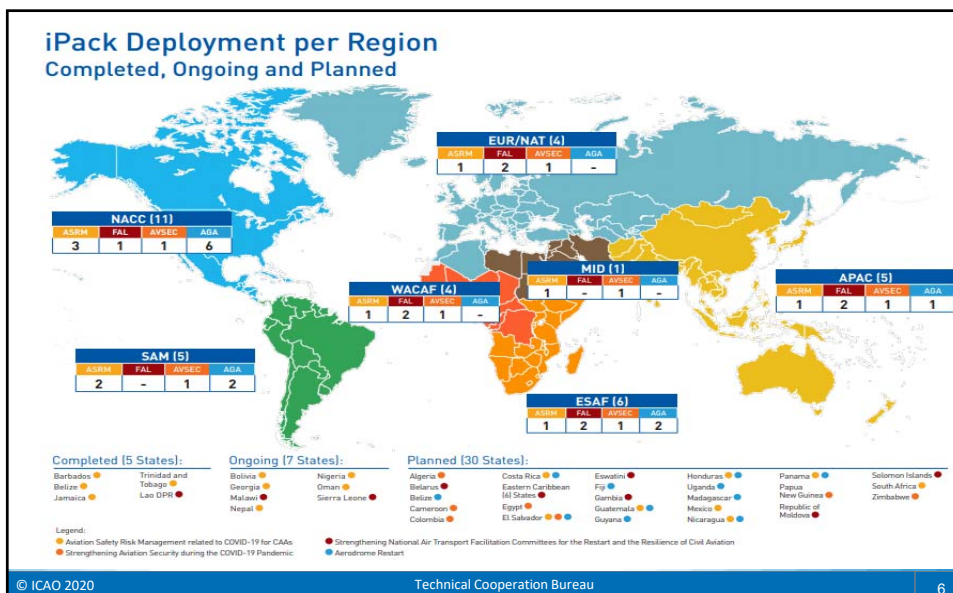 iPack Deployment per Region
Completed, Ongoing and Planned
EUR/NAT (4)
ASRM FAL AVSEC AGA
1 2 1 -
NACC (11)
ASRM FAL AVSEC AGA
3 1 1 6
MID (1)
ASRM FAL AVSEC AGA
1 - 1 -
WACAF (4)
ASRM FAL AVSEC AGA
1 2 1 -
APAC (5)
ASRM FAL AVSEC AGA
1 2 1 1
SAM (5)
ASRM FAL AVSEC AGA
2 - 1 2
ESAF (6)
ASRM FAL AVSEC AGA
1 2 1 2
Completed (5 States):
Barbados
Belize
Jamaica
Trinidad and
Tobago
Lao DPR
Ongoing (7 States):
Bolivia
Georgia
Malawi
Nepal
Nigeria
Oman
Sierra Leone
Planned (30 States):
Algeria
Belarus
Belize
Cameroon
Colombia
Costa Rica
Eastern Caribbean
(6) States
Egypt
El Salvador
Eswatini
Fiji
Gambia
Guatemala
Guyana
Honduras
Uganda
Madagascar
Mexico
Nicaragua
Panama
Papua
New Guinea
Republic of
Moldova
Solomon Islands
South Africa
Zimbabwe
Legend:
Aviation Safety Risk Management related to COVID-19 for CAAs
Strengthening National Air Transport Facilitation Committees for the Restart and the Resilience of Civil Aviation
Strengthening Aviation Security during the COVID-19 Pandemic
Aerodrome Restart
© ICAO 2020
Technical Cooperation Bureau
6